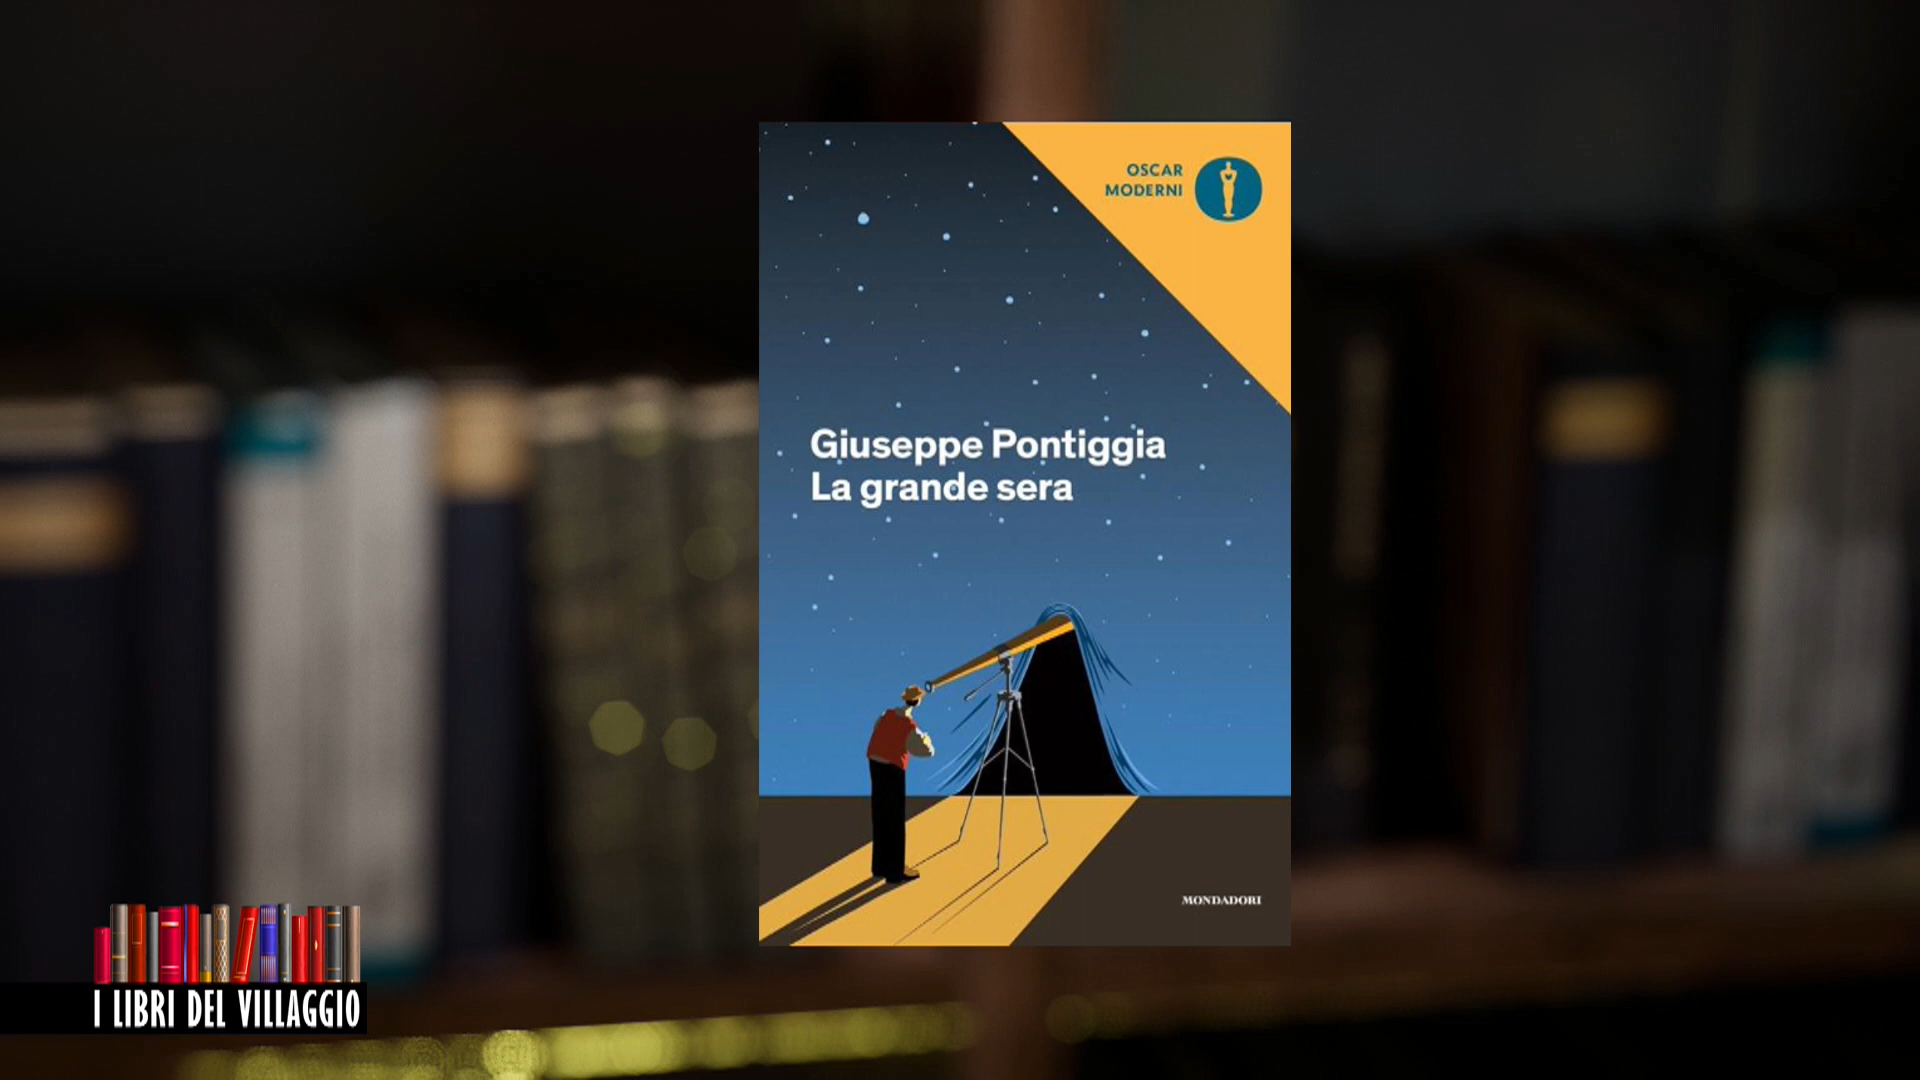 OSCAR
MODERNI
Giuseppe Pontiggia
La grande sera
MONDADORI
I LIBRI DEL VILLAGGIO